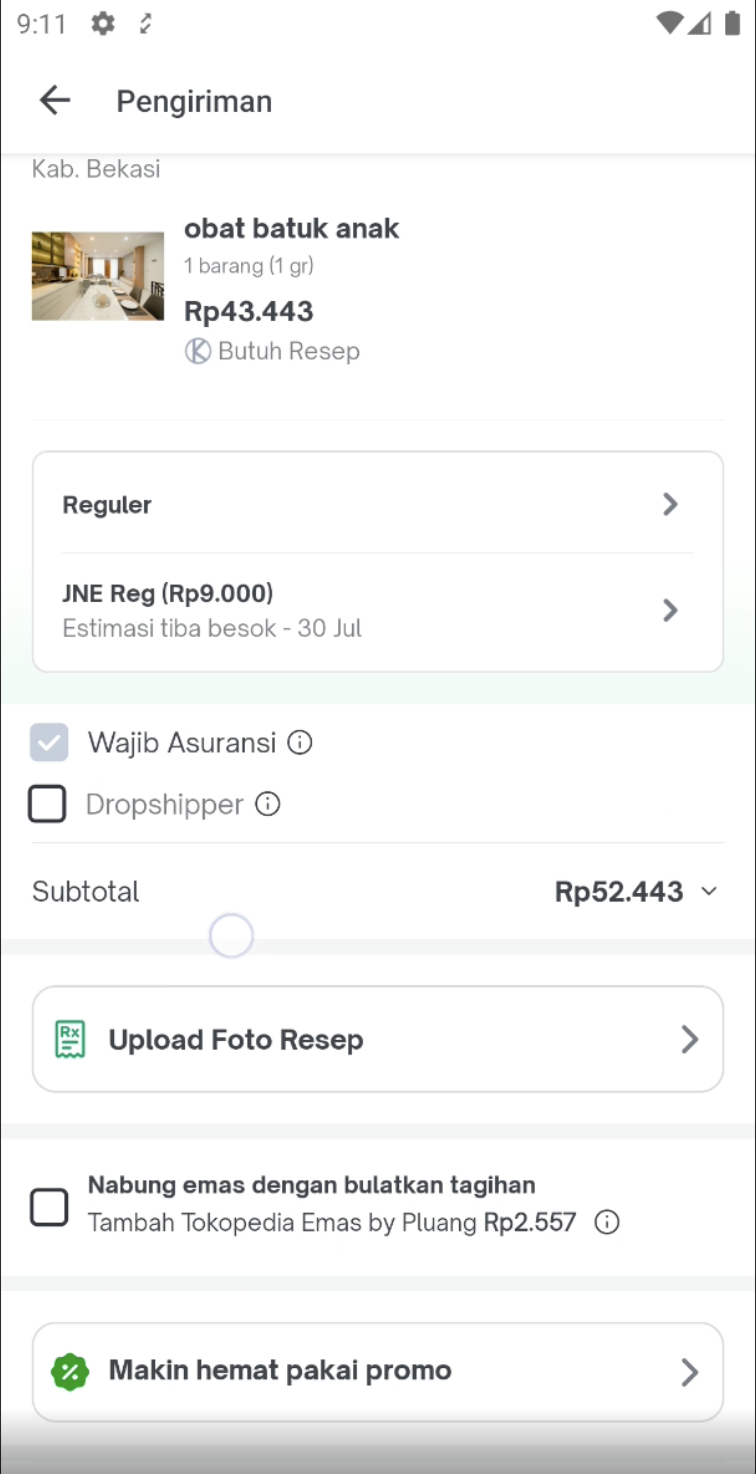 9:11
Pengiriman
Kab. Bekasi
obat batuk anak
1 barang (1 gr)
Rp43.443
K Butuh Resep
Reguler
JNE Reg (Rp9.000)
Estimasi tiba besok - 30 Jul
Wajib Asuransi
Dropshipper
Subtotal Rp52.443
Rx Upload Foto Resep
Nabung emas dengan bulatkan tagihan
Tambah Tokopedia Emas by Pluang Rp2.557
Makin hemat pakai promo